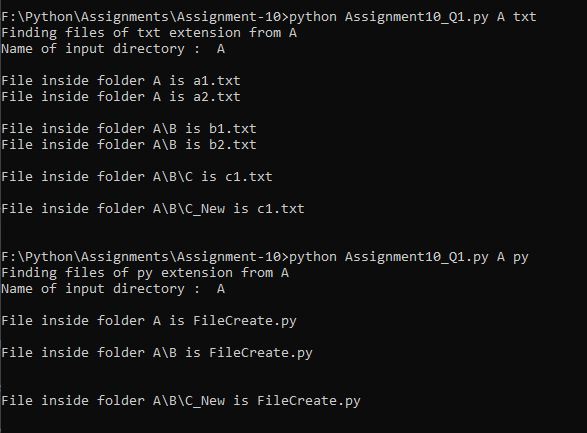 F:\Python\Assignments\Assignment-10>python Assignment10_Q1.py A txt
Finding files of txt extension from A
Name of input directory :  A
File inside folder A is a1.txt
File inside folder A is a2.txt
File inside folder A\B is b1.txt
File inside folder A\B is b2.txt
File inside folder A\B\C is c1.txt
File inside folder A\B\C_New is c1.txt
F:\Python\Assignments\Assignment-10>python Assignment10_Q1.py A py
Finding files of py extension from A
Name of input directory :  A
File inside folder A is FileCreate.py
File inside folder A\B is FileCreate.py
File inside folder A\B\C_New is FileCreate.py